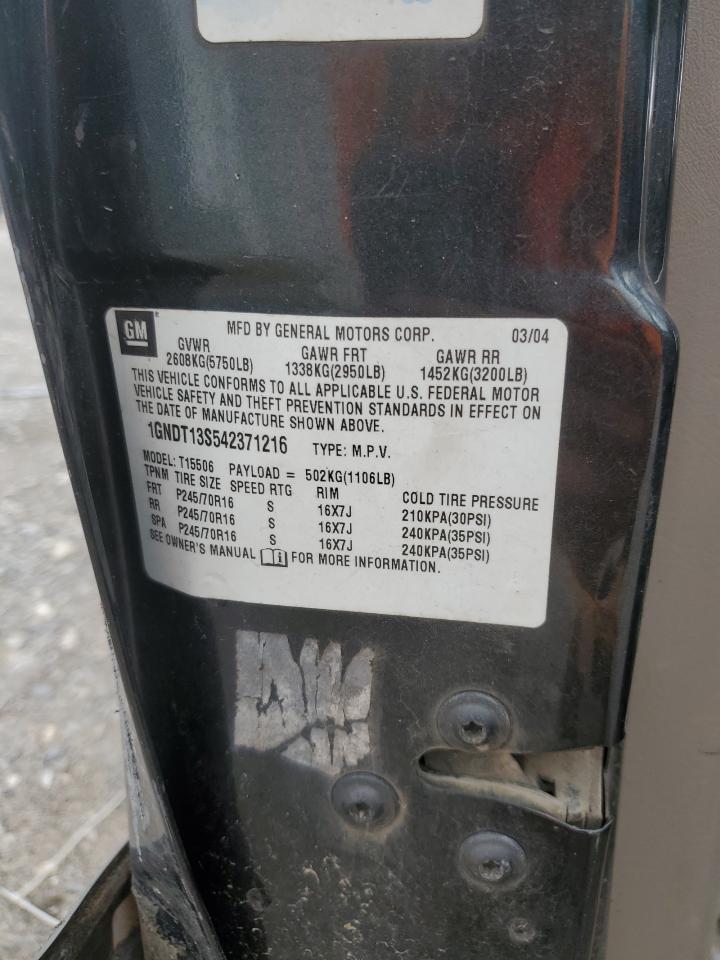 GM
MFD BY GENERAL MOTORS CORP. 03/04
GVWR GAWR FRT GAWR RR
2608KG(5750LB) 1338KG(2950LB) 1452KG(3200LB)
THIS VEHICLE CONFORMS TO ALL APPLICABLE U.S. FEDERAL MOTOR
VEHICLE SAFETY AND THEFT PREVENTION STANDARDS IN EFFECT ON
THE DATE OF MANUFACTURE SHOWN ABOVE.
1GNDT13S542371216 TYPE: M.P.V.
MODEL: T15506 PAYLOAD = 502KG(1106LB)
TPNM TIRE SIZE SPEED RTG RIM COLD TIRE PRESSURE
FRT P245/70R16 S 16X7J 210KPA(30PSI)
RR P245/70R16 S 16X7J 240KPA(35PSI)
SPA P245/70R16 S 16X7J 240KPA(35PSI)
SEE OWNER'S MANUAL FOR MORE INFORMATION.